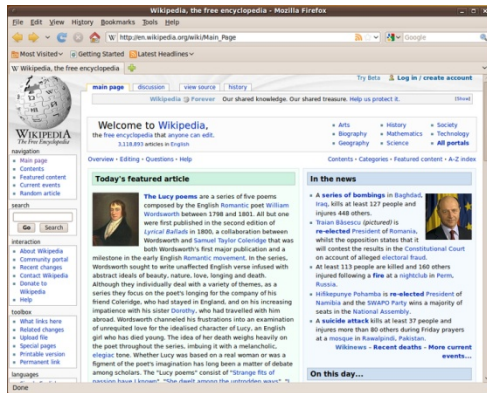 Wikipedia, the free encyclopedia - Mozilla Firefox
File Edit View History Bookmarks Tools Help
http://en.wikipedia.org/wiki/Main_Page
Google
Most Visited Getting Started Latest Headlines
W Wikipedia, the free encyclopedia
Try Beta Log in / create account
main page discussion view source history
Wikipedia Forever Our shared knowledge. Our shared treasure. Help us protect it. [Show]
WIKIPEDIA
The Free Encyclopedia
navigation
Main page
Contents
Featured content
Current events
Random article
search
Go Search
interaction
About Wikipedia
Community portal
Recent changes
Contact Wikipedia
Donate to
Wikipedia
Help
toolbox
What links here
Related changes
Upload file
Special pages
Printable version
Permanent link
languages
Welcome to Wikipedia,
the free encyclopedia that anyone can edit.
3,118,893 articles in English
Arts
Biography
Geography
History
Mathematics
Science
Society
Technology
All portals
Overview · Editing · Questions · Help
Contents · Categories · Featured content · A–Z index
Today's featured article
The Lucy poems are a series of five poems
composed by the English Romantic poet William
Wordsworth between 1798 and 1801. All but one
were first published in the second edition of
Lyrical Ballads in 1800, a collaboration between
Wordsworth and Samuel Taylor Coleridge that was
both Wordsworth's first major publication and a
milestone in the early English Romantic movement. In the series,
Wordsworth sought to write unaffected English verse infused with
abstract ideals of beauty, nature, love, longing and death.
Although they individually deal with a variety of themes, as a
series they focus on the poet's longing for the company of his
friend Coleridge, who had stayed in England, and on his increasing
impatience with his sister Dorothy, who had travelled with him
abroad. Wordsworth channeled his frustrations into an examination
of unrequited love for the idealised character of Lucy, an English
girl who has died young. The idea of her death weighs heavily on
the poet throughout the series, imbuing it with a melancholic,
elegiac tone. Whether Lucy was based on a real woman or was a
figment of the poet's imagination has long been a matter of debate
among scholars. The "Lucy poems" consist of "Strange fits of
passion have I known", "She dwelt among the untrodden ways", "I
In the news
A series of bombings in Baghdad,
Iraq, kills at least 127 people and
injures 448 others.
Traian Băsescu (pictured) is
re-elected President of Romania,
whilst the opposition states that it
will contest the results in the Constitutional Court
on account of alleged electoral fraud.
At least 113 people are killed and 160 others
injured following a fire at a nightclub in Perm,
Russia.
Hifikepunye Pohamba is re-elected President of
Namibia and the SWAPO Party wins a majority of
seats in the National Assembly.
A suicide attack kills at least 37 people and
injures more than 80 others during Friday prayers
at a mosque in Rawalpindi, Pakistan.
Wikinews – Recent deaths – More current
events...
On this day...
Done